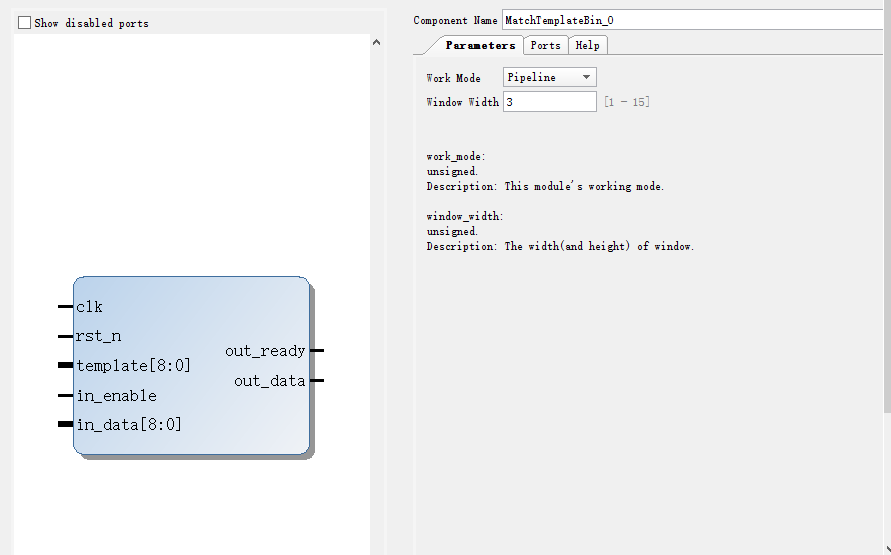 Show disabled ports
clk
rst_n
template[8:0]
in_enable
in_data[8:0]
out_ready
out_data
Component Name MatchTemplateBin_0
Parameters Ports Help
Work Mode Pipeline
Window Width 3 [1 - 15]
work_mode:
unsigned.
Description: This module's working mode.
window_width:
unsigned.
Description: The width(and height) of window.